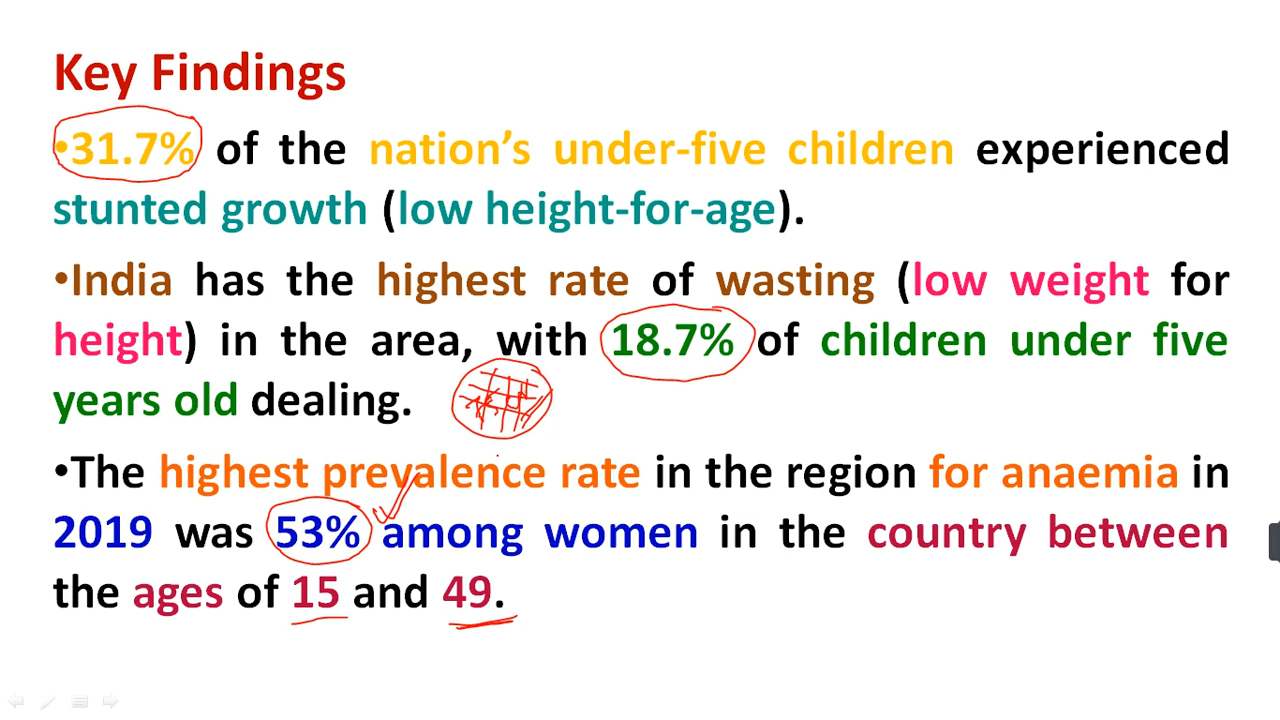 Key Findings
•31.7% of the nation's under-five children experienced
stunted growth (low height-for-age).
•India has the highest rate of wasting (low weight for
height) in the area, with 18.7% of children under five
years old dealing.
•The highest prevalence rate in the region for anaemia in
2019 was 53% among women in the country between
the ages of 15 and 49.